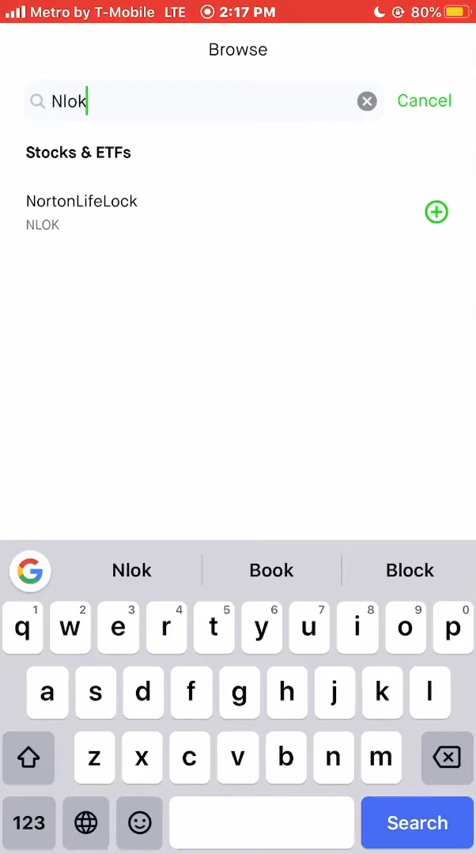 Metro by T-Mobile LTE 2:17 PM 80%
Browse
Nlok Cancel
Stocks & ETFs
NortonLifeLock
NLOK
Nlok Book Block
1 2 3 4 5 6 7 8 9 0
q w e r t y u i o p
a s d f g h j k l
z x c v b n m
123 Search